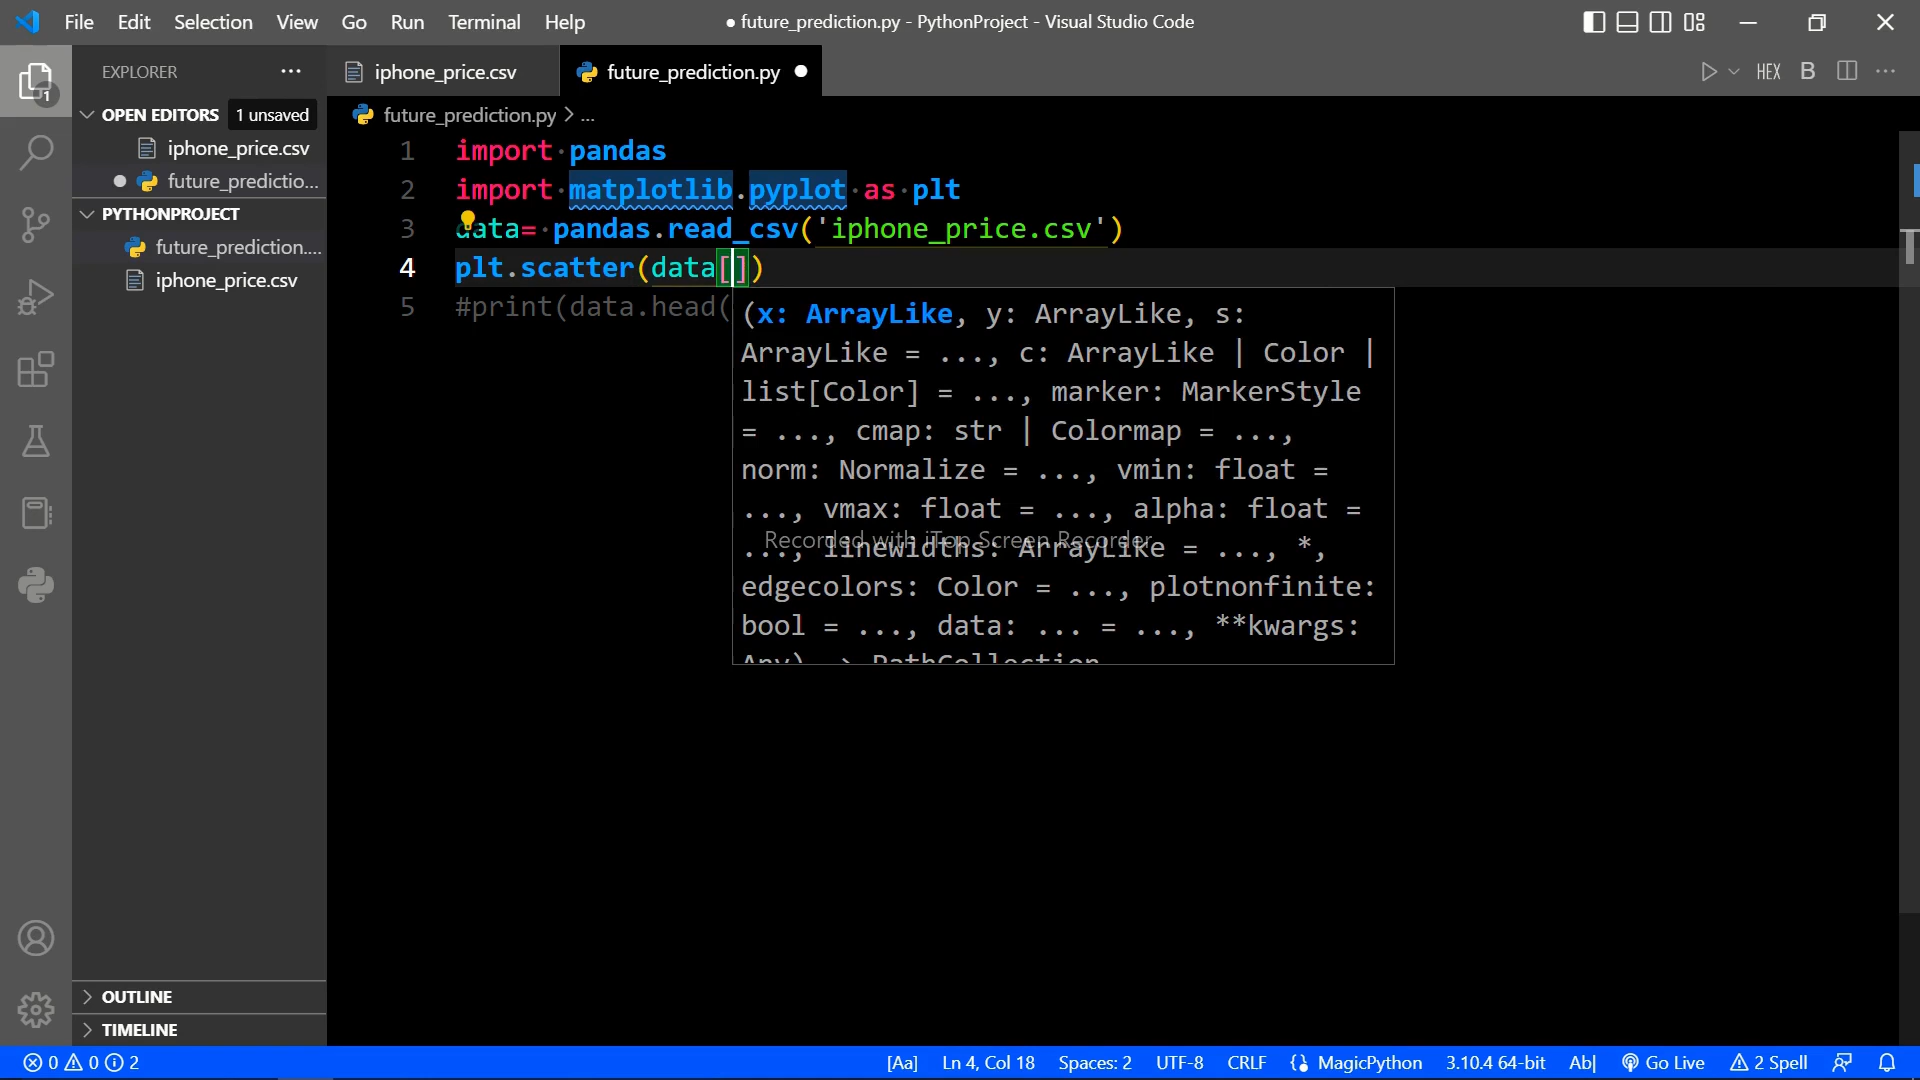 File Edit Selection View Go Run Terminal Help
● future_prediction.py - PythonProject - Visual Studio Code
EXPLORER ...
iphone_price.csv
future_prediction.py ●
HEX B ...
1
OPEN EDITORS 1 unsaved
iphone_price.csv
● future_predictio...
PYTHONPROJECT
future_prediction....
iphone_price.csv
future_prediction.py > ...
1 import pandas
2 import matplotlib.pyplot as plt
3 data= pandas.read_csv('iphone_price.csv')
4 plt.scatter(data[])
5 #print(data.head(
(x: ArrayLike, y: ArrayLike, s:
ArrayLike = ..., c: ArrayLike | Color |
list[Color] = ..., marker: MarkerStyle
= ..., cmap: str | Colormap = ...,
norm: Normalize = ..., vmin: float =
..., vmax: float = ..., alpha: float =
..., linewidths: ArrayLike = ..., *,
edgecolors: Color = ..., plotnonfinite:
bool = ..., data: ... = ..., **kwargs:
Any) -> PathCollection
Recorded with iTop Screen Recorder
OUTLINE
TIMELINE
0 0 2
[Aa] Ln 4, Col 18 Spaces: 2 UTF-8 CRLF MagicPython 3.10.4 64-bit Ab| Go Live 2 Spell